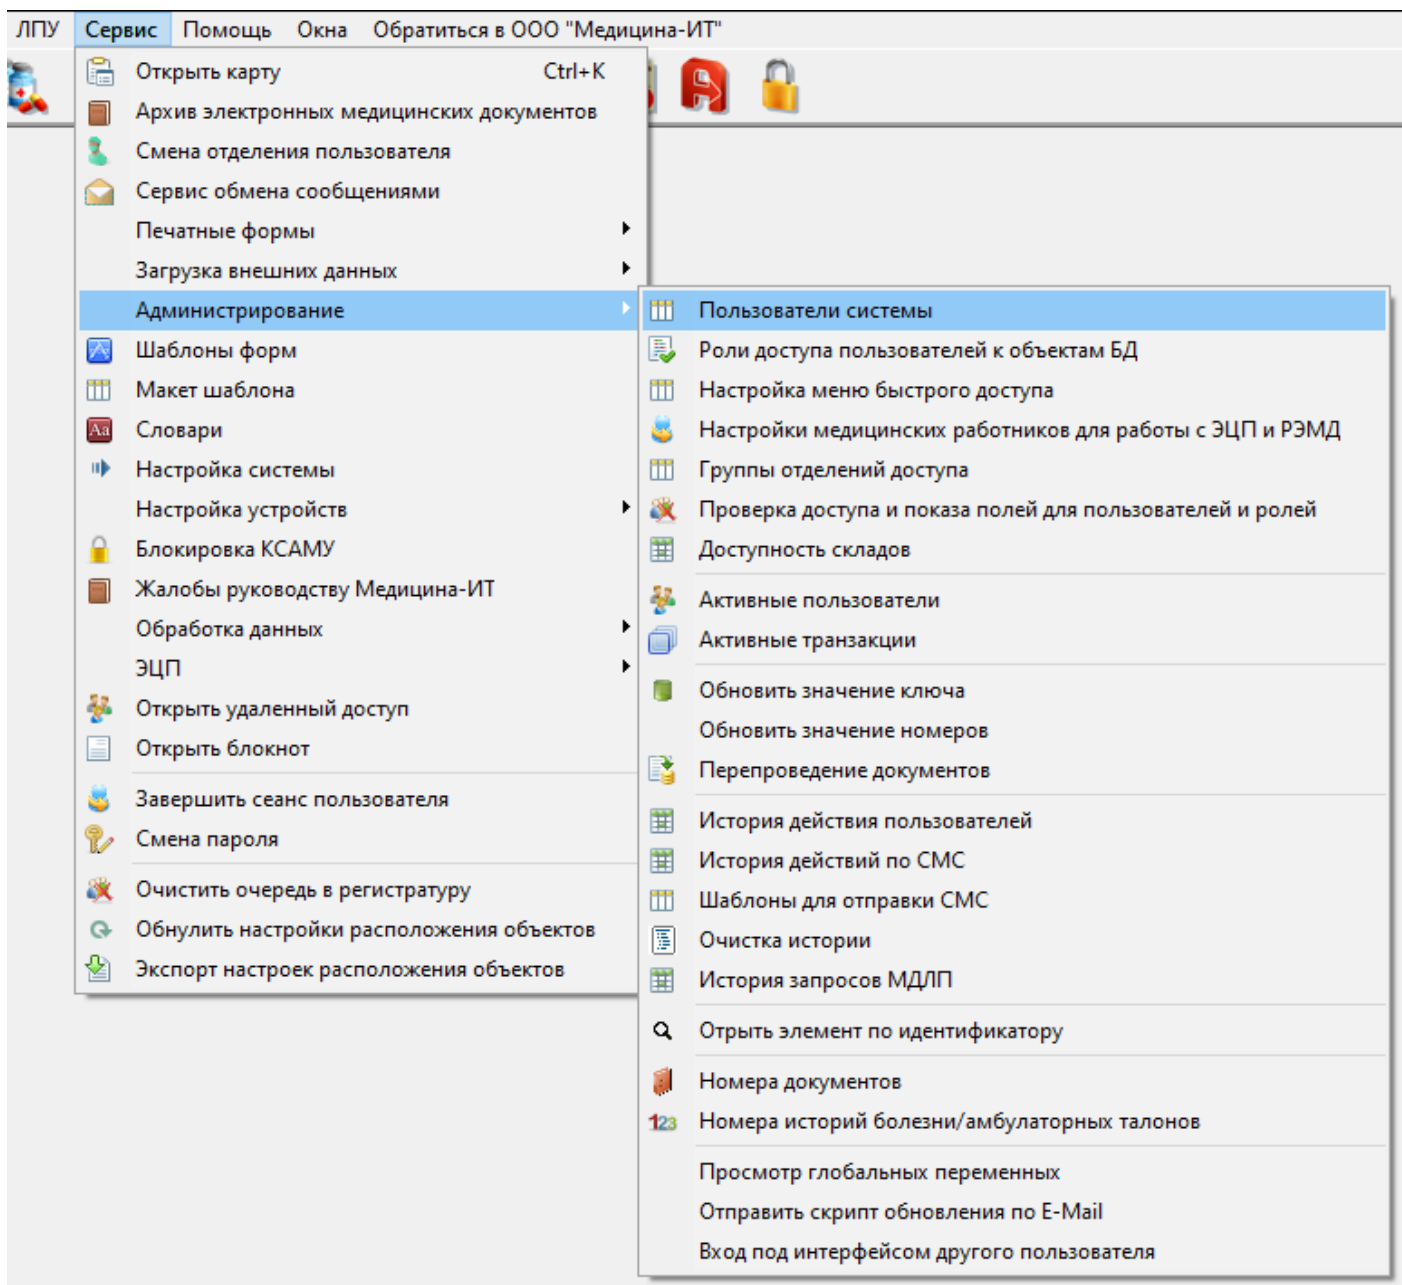 ЛПУ Сервис Помощь Окна Обратиться в ООО "Медицина-ИТ"
Открыть карту Ctrl+K
Архив электронных медицинских документов
Смена отделения пользователя
Сервис обмена сообщениями
Печатные формы
Загрузка внешних данных
Администрирование
Шаблоны форм
Макет шаблона
Словари
Настройка системы
Настройка устройств
Блокировка КСАМУ
Жалобы руководству Медицина-ИТ
Обработка данных
ЭЦП
Открыть удаленный доступ
Открыть блокнот
Завершить сеанс пользователя
Смена пароля
Очистить очередь в регистратуру
Обнулить настройки расположения объектов
Экспорт настроек расположения объектов
Пользователи системы
Роли доступа пользователей к объектам БД
Настройка меню быстрого доступа
Настройки медицинских работников для работы с ЭЦП и РЭМД
Группы отделений доступа
Проверка доступа и показа полей для пользователей и ролей
Доступность складов
Активные пользователи
Активные транзакции
Обновить значение ключа
Обновить значение номеров
Перепроведение документов
История действия пользователей
История действий по СМС
Шаблоны для отправки СМС
Очистка истории
История запросов МДЛП
Отрыть элемент по идентификатору
Номера документов
123 Номера историй болезни/амбулаторных талонов
Просмотр глобальных переменных
Отправить скрипт обновления по E-Mail
Вход под интерфейсом другого пользователя